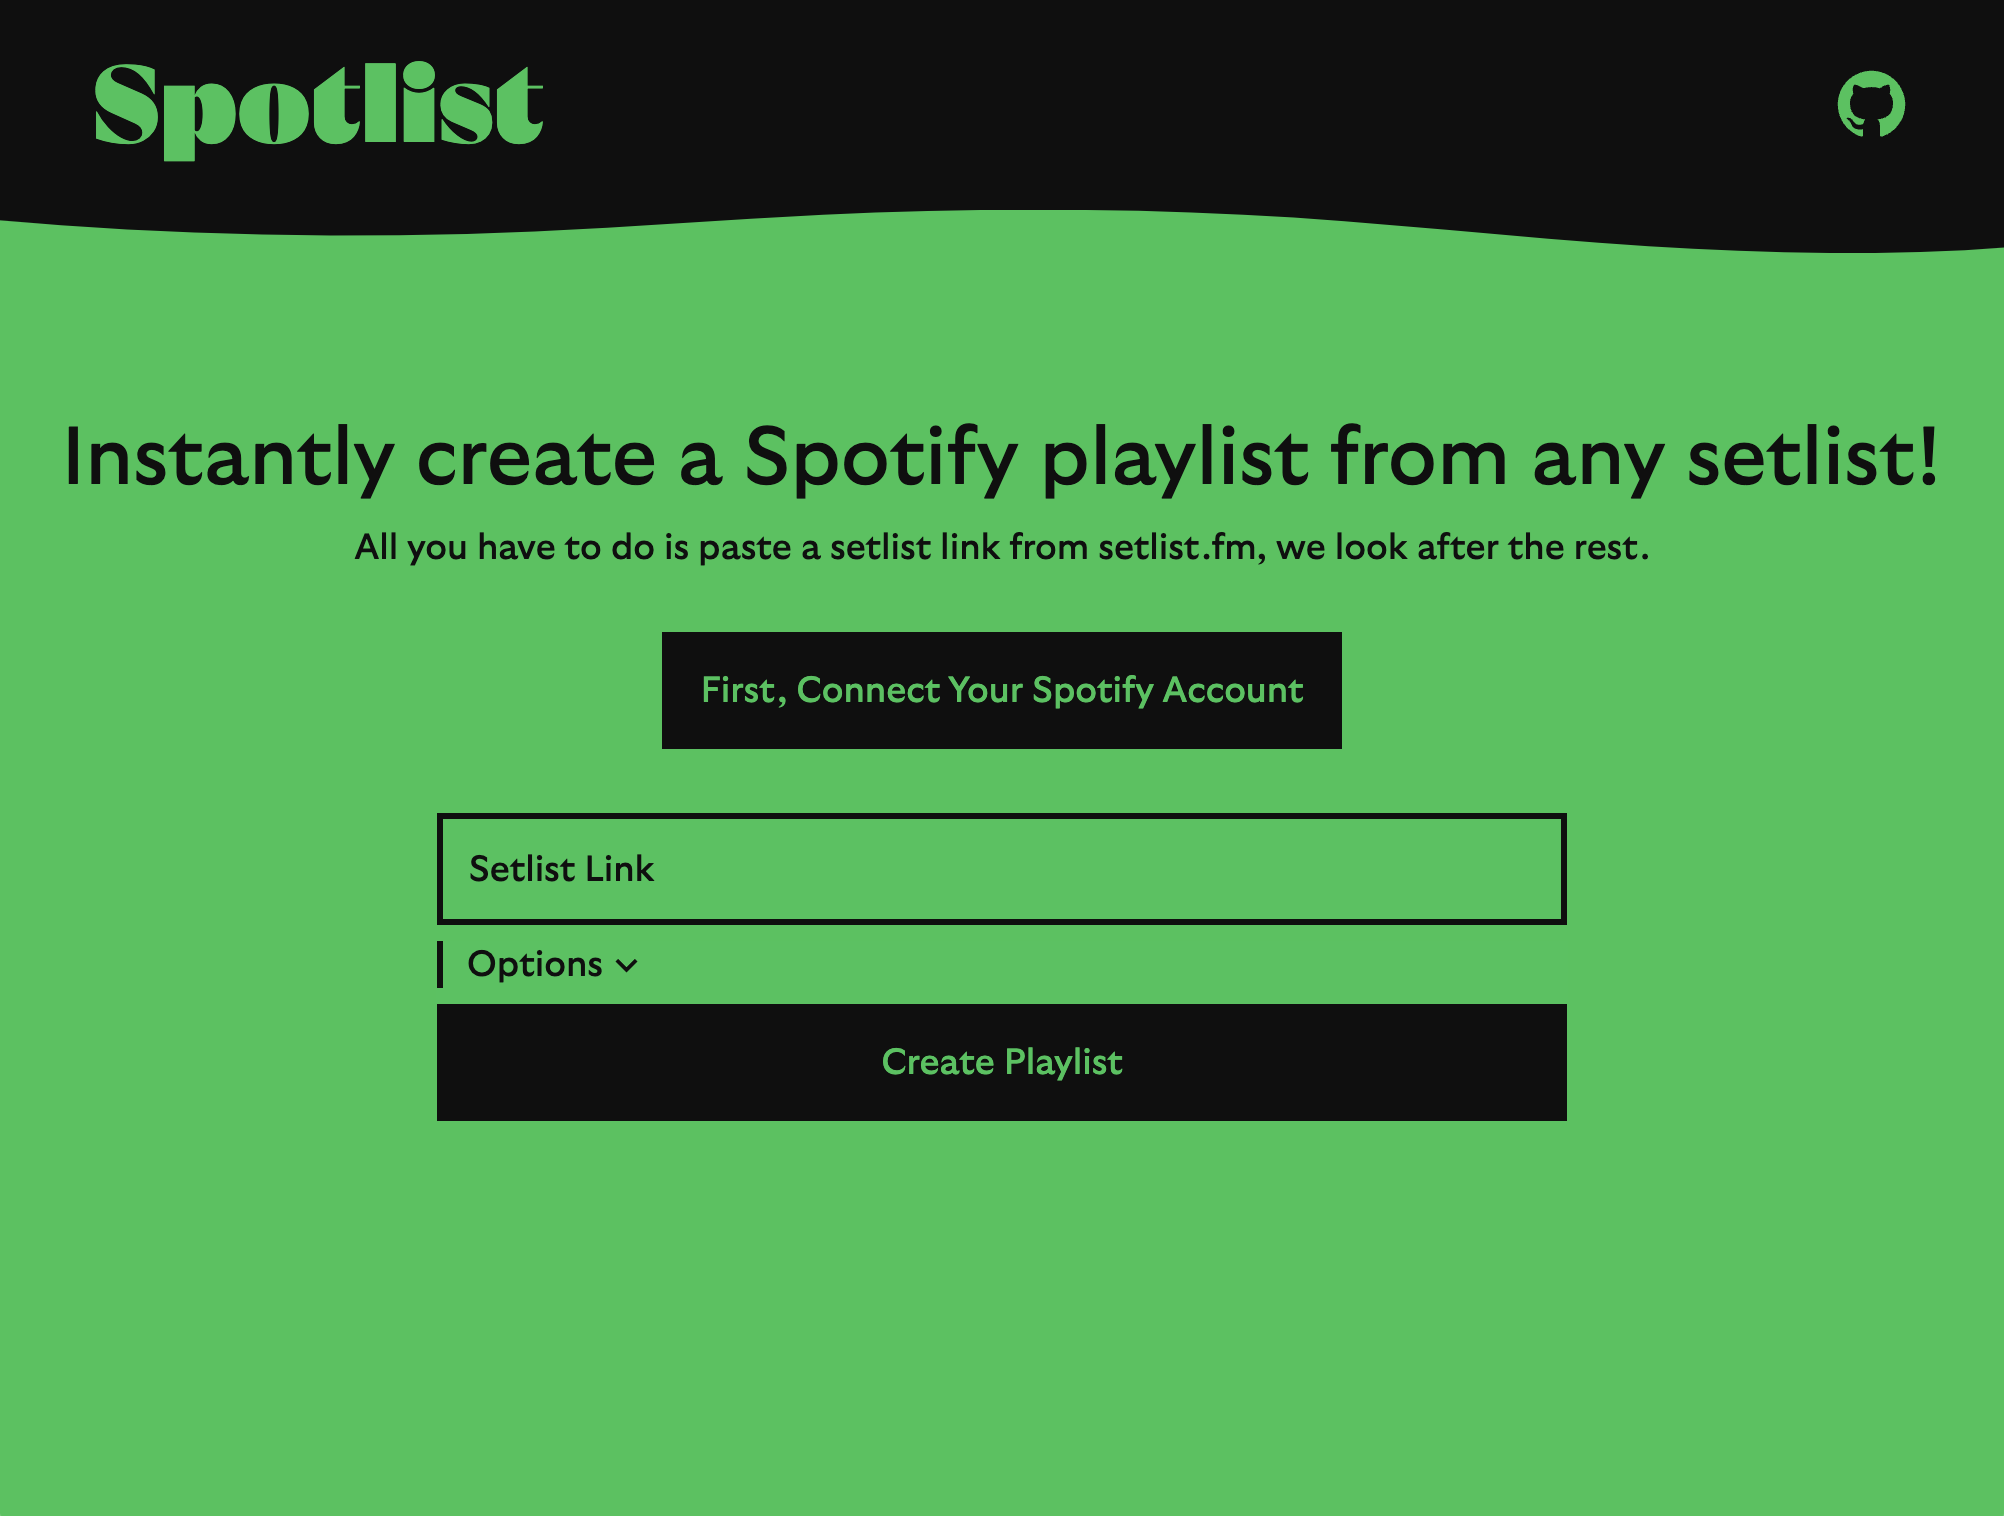 Spotlist
Instantly create a Spotify playlist from any setlist!
All you have to do is paste a setlist link from setlist.fm, we look after the rest.
First, Connect Your Spotify Account
Setlist Link
Options
Create Playlist